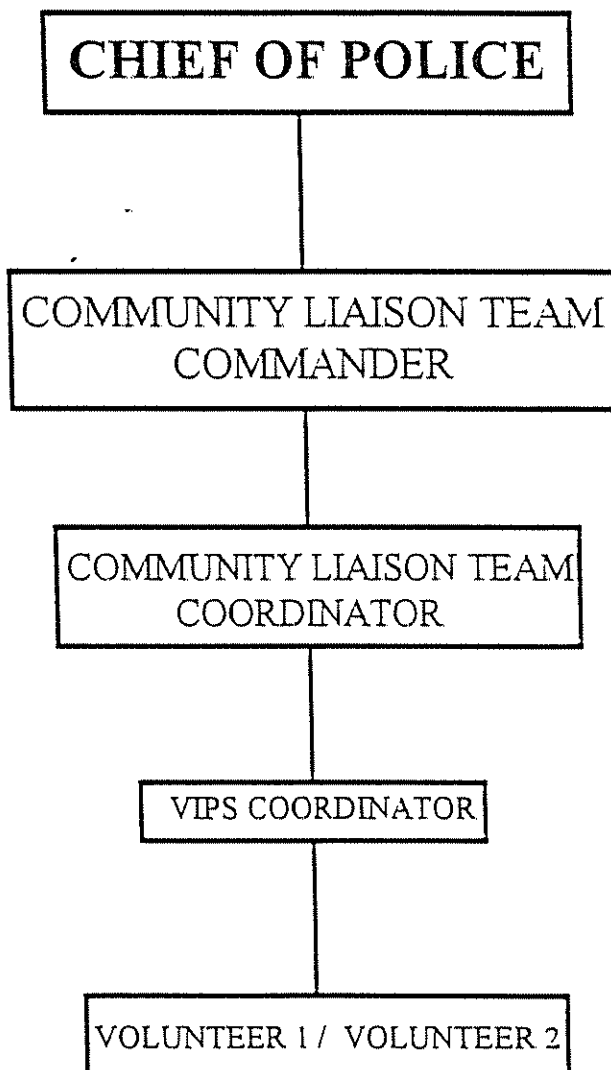 CHIEF OF POLICE
COMMUNITY LIAISON TEAM
COMMANDER
COMMUNITY LIAISON TEAM
COORDINATOR
VIPS COORDINATOR
VOLUNTEER 1 / VOLUNTEER 2